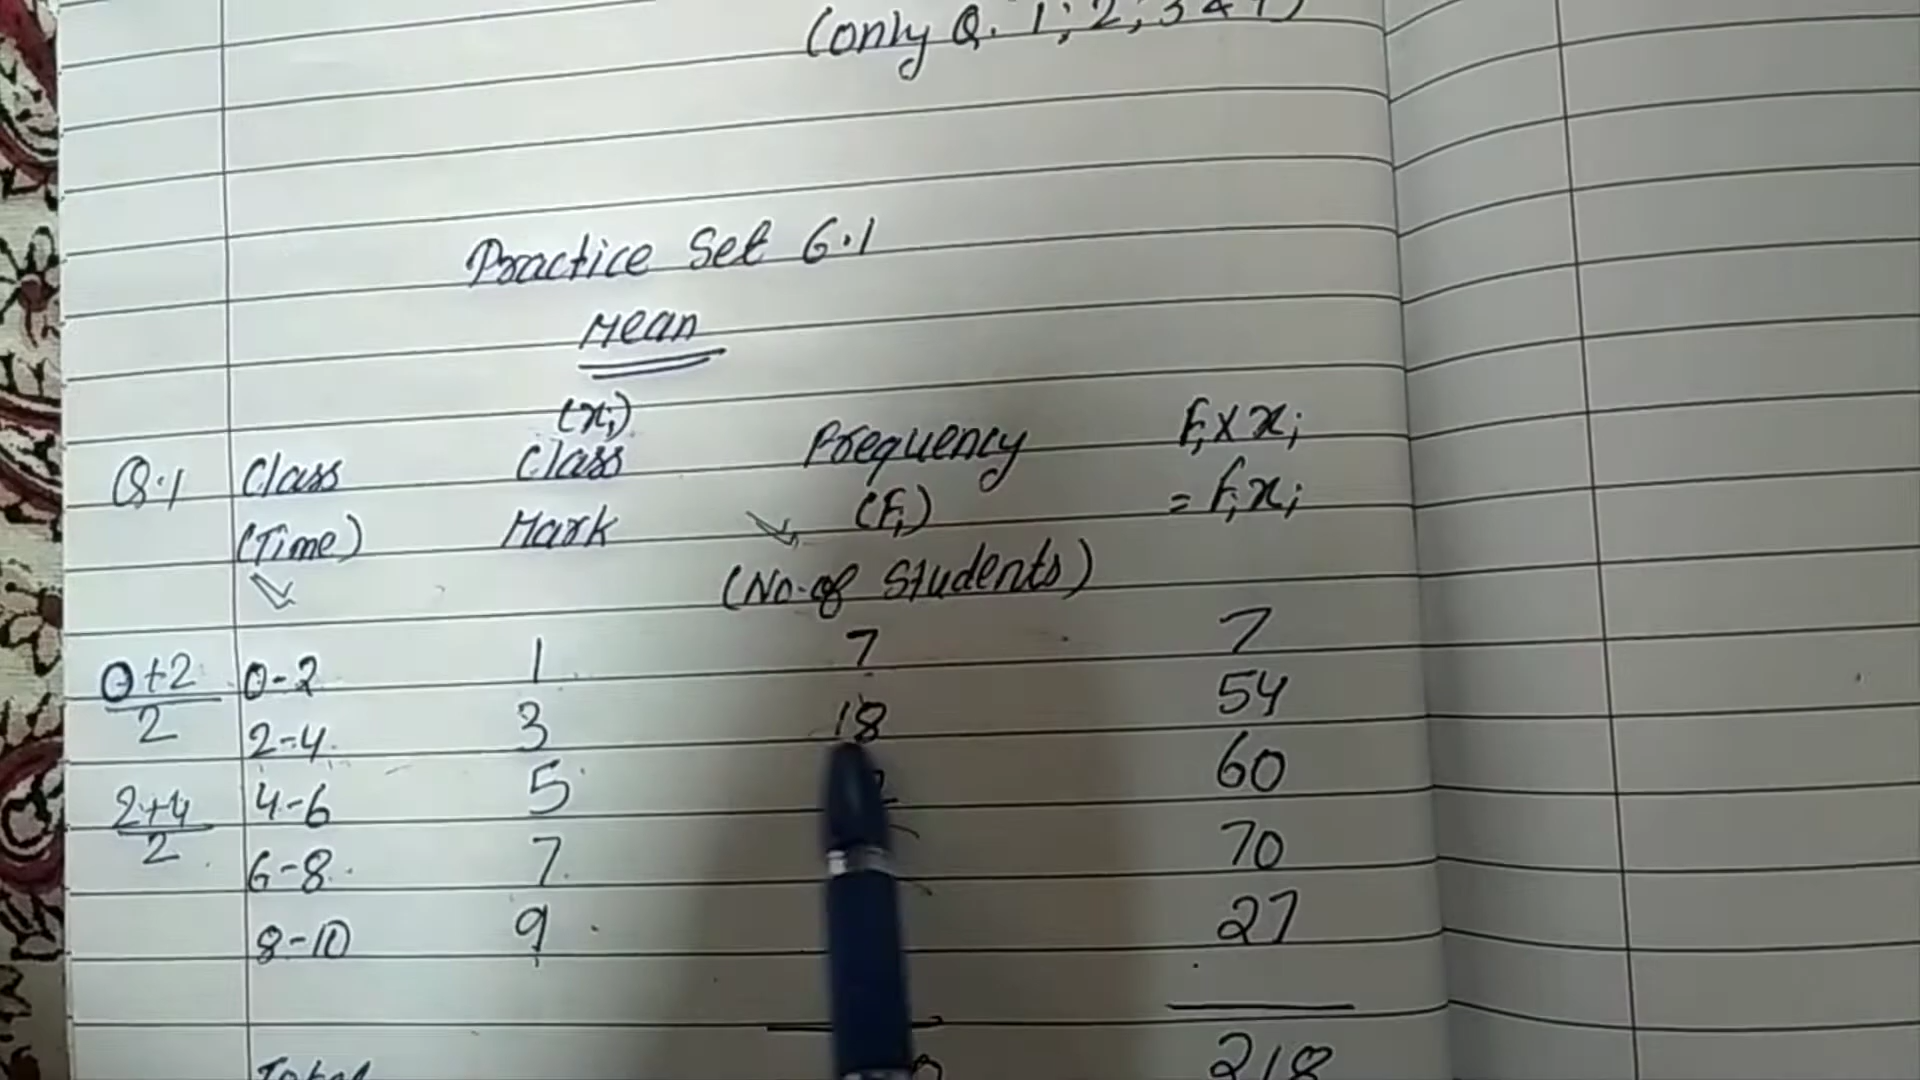 (only Q. 1; 2; 3 & 4)
Practice Set 6.1
Mean
(xi)
Q.1 Class Class Frequency Fi × xi
(Time) Mark (Fi) = Fixi
(No. of Students)
0+2/2 0-2 1 7 7
2-4 3 18 54
2+4/2 4-6 5 60
6-8 7 70
8-10 9 27
Total 218